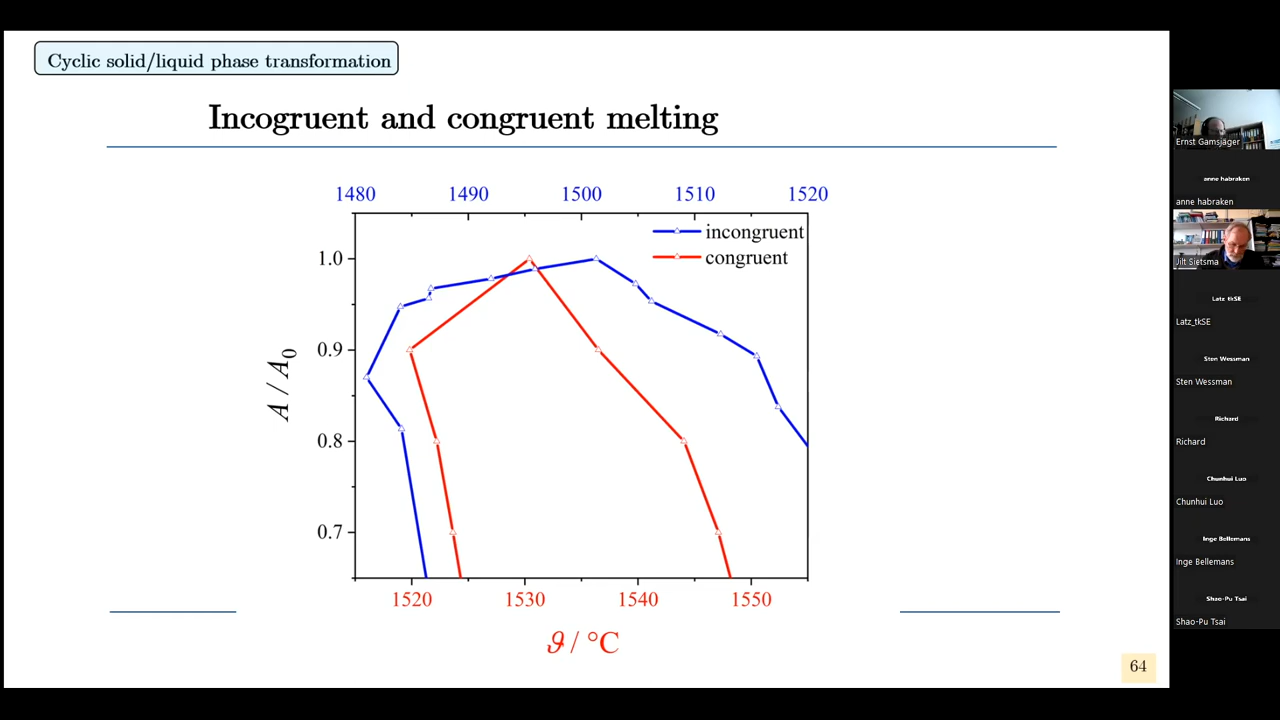 Cyclic solid/liquid phase transformation
Incogruent and congruent melting
1480 1490 1500 1510 1520
incongruent
congruent
1.0
0.9
0.8
0.7
A / A0
1520 1530 1540 1550
ϑ / °C
64
Ernst Gamsjäger
anne habraken
anne habraken
Jilt Sietsma
Latz_tkSE
Latz_tkSE
Sten Wessman
Sten Wessman
Richard
Richard
Chunhui Luo
Chunhui Luo
Inge Bellemans
Inge Bellemans
Shao-Pu Tsai
Shao-Pu Tsai